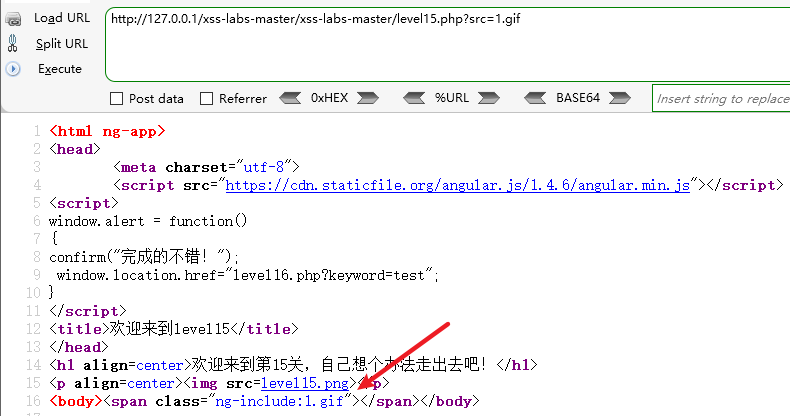 Load URL
http://127.0.0.1/xss-labs-master/xss-labs-master/level15.php?src=1.gif
Split URL
Execute
Post data Referrer 0xHEX %URL BASE64 Insert string to replace
1 <html ng-app>
2 <head>
3 <meta charset="utf-8">
4 <script src="https://cdn.staticfile.org/angular.js/1.4.6/angular.min.js"></script>
5 <script>
6 window.alert = function()
7 {
8 confirm("完成的不错！");
9 window.location.href="level16.php?keyword=test";
10 }
11 </script>
12 <title>欢迎来到level15</title>
13 </head>
14 <h1 align=center>欢迎来到第15关，自己想个办法走出去吧！</h1>
15 <p align=center><img src=level15.png></p>
16 <body><span class="ng-include:1.gif"></span></body>